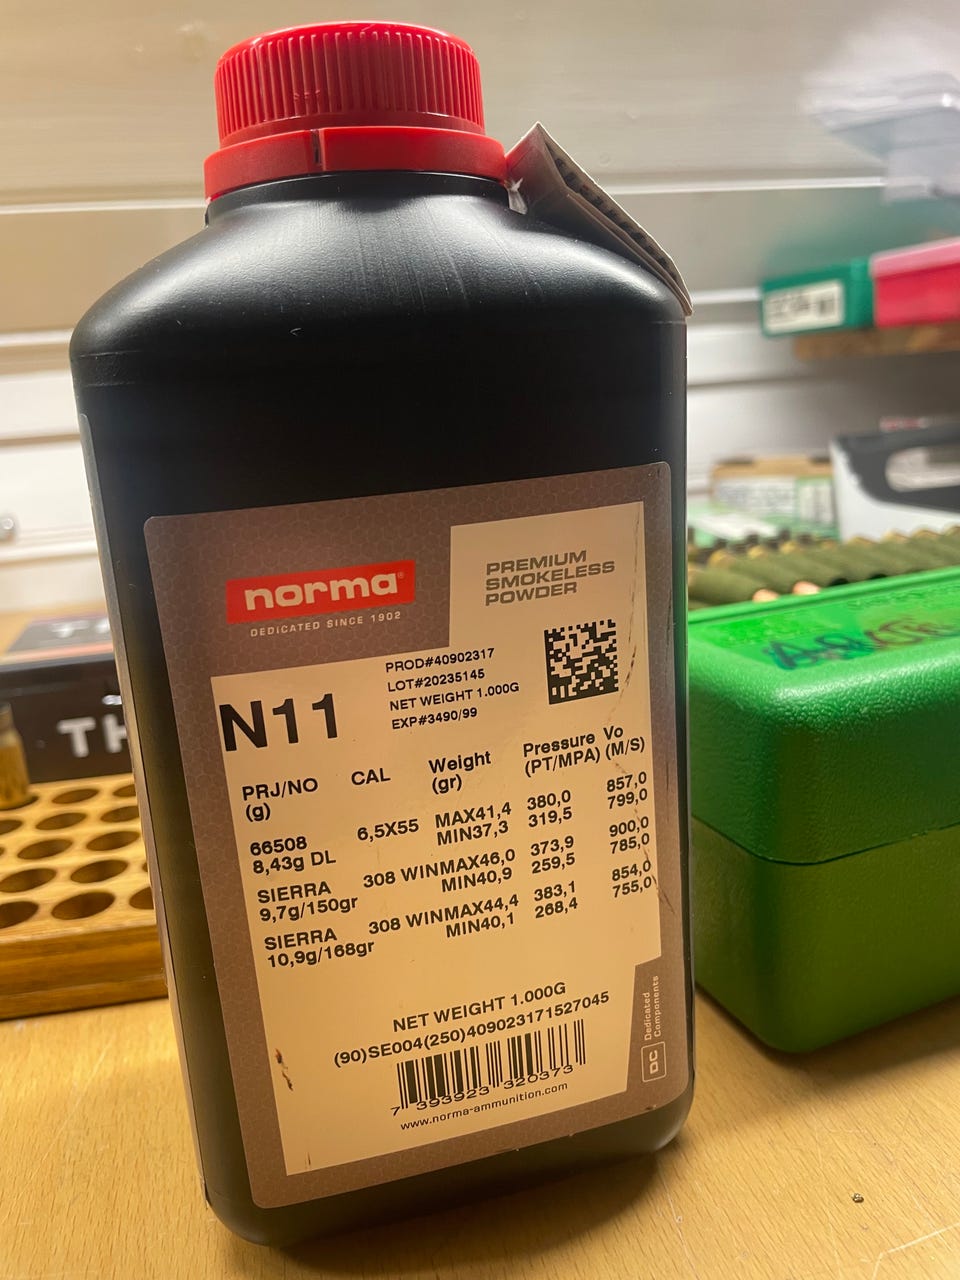 norma®
DEDICATED SINCE 1902
PREMIUM
SMOKELESS
POWDER
N11
PROD#40902317
LOT#20235145
NET WEIGHT 1.000G
EXP#3490/99
PRJ/NO (g) CAL Weight (gr) Pressure (PT/MPA) Vo (M/S)
66508 6,5X55 MAX41,4 380,0 857,0
8,43g DL MIN37,3 319,5 799,0
SIERRA 308 WINMAX46,0 373,9 900,0
9,7g/150gr MIN40,9 259,5 785,0
SIERRA 308 WINMAX44,4 383,1 854,0
10,9g/168gr MIN40,1 268,4 755,0
NET WEIGHT 1.000G
(90)SE004(250)409023171527045
7 393923 320373
www.norma-ammunition.com
DC Dedicated
Components
TH